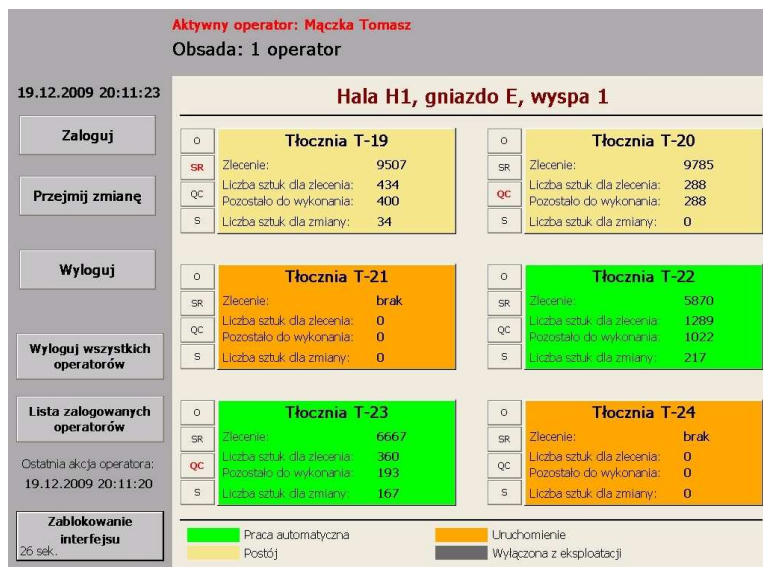 Aktywny operator: Mączka Tomasz
Obsada: 1 operator
19.12.2009 20:11:23
Hala H1, gniazdo E, wyspa 1
Zaloguj
Przejmij zmianę
Wyloguj
Wyloguj wszystkich
operatorów
Lista zalogowanych
operatorów
Ostatnia akcja operatora:
19.12.2009 20:11:20
Zablokowanie
interfejsu
26 sek.
O
SR
QC
S
Tłocznia T-19
Zlecenie: 9507
Liczba sztuk dla zlecenia: 434
Pozostało do wykonania: 400
Liczba sztuk dla zmiany: 34
O
SR
QC
S
Tłocznia T-20
Zlecenie: 9785
Liczba sztuk dla zlecenia: 288
Pozostało do wykonania: 288
Liczba sztuk dla zmiany: 0
O
SR
QC
S
Tłocznia T-21
Zlecenie: brak
Liczba sztuk dla zlecenia: 0
Pozostało do wykonania: 0
Liczba sztuk dla zmiany: 0
O
SR
QC
S
Tłocznia T-22
Zlecenie: 5870
Liczba sztuk dla zlecenia: 1289
Pozostało do wykonania: 1022
Liczba sztuk dla zmiany: 217
O
SR
QC
S
Tłocznia T-23
Zlecenie: 6667
Liczba sztuk dla zlecenia: 360
Pozostało do wykonania: 193
Liczba sztuk dla zmiany: 167
O
SR
QC
S
Tłocznia T-24
Zlecenie: brak
Liczba sztuk dla zlecenia: 0
Pozostało do wykonania: 0
Liczba sztuk dla zmiany: 0
Praca automatyczna
Uruchomienie
Postój
Wyłączona z eksploatacji